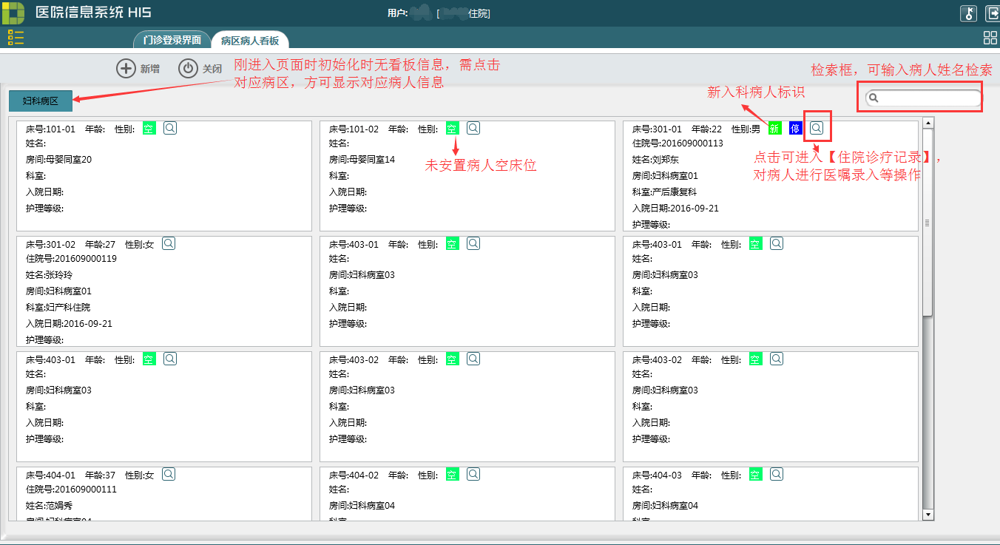 医院信息系统 HIS
用户:
[
住院]
门诊登录界面
病区病人看板
新增
关闭
刚进入页面时初始化时无看板信息，需点击
对应病区，方可显示对应病人信息
检索框，可输入病人姓名检索
新入科病人标识
妇科病区
床号:101-01 年龄: 性别: 空
姓名:
房间:母婴同室20
科室:
入院日期:
护理等级:
床号:101-02 年龄: 性别: 空
姓名:
房间:母婴同室14
科室:
入院日期:
护理等级:
未安置病人空床位
床号:301-01 年龄:22 性别:男 新 停
住院号:201609000113
姓名:刘郑东
房间:妇科病室01
科室:产后康复科
入院日期:2016-09-21
护理等级:
点击可进入【住院诊疗记录】，
对病人进行医嘱录入等操作
床号:301-02 年龄:27 性别:女
住院号:201609000119
姓名:张玲玲
房间:妇科病室01
科室:妇产科住院
入院日期:2016-09-21
护理等级:
床号:403-01 年龄: 性别: 空
姓名:
房间:妇科病室03
科室:
入院日期:
护理等级:
床号:403-01 年龄: 性别: 空
姓名:
房间:妇科病室03
科室:
入院日期:
护理等级:
床号:403-01 年龄: 性别: 空
姓名:
房间:妇科病室03
科室:
入院日期:
护理等级:
床号:403-02 年龄: 性别: 空
姓名:
房间:妇科病室03
科室:
入院日期:
护理等级:
床号:403-02 年龄: 性别: 空
姓名:
房间:妇科病室03
科室:
入院日期:
护理等级:
床号:404-01 年龄:37 性别:女
住院号:201609000111
姓名:范娟秀
房间:妇科病室04
床号:404-02 年龄: 性别: 空
姓名:
房间:妇科病室04
科室:
床号:404-03 年龄: 性别: 空
姓名:
房间:妇科病室04
科室: